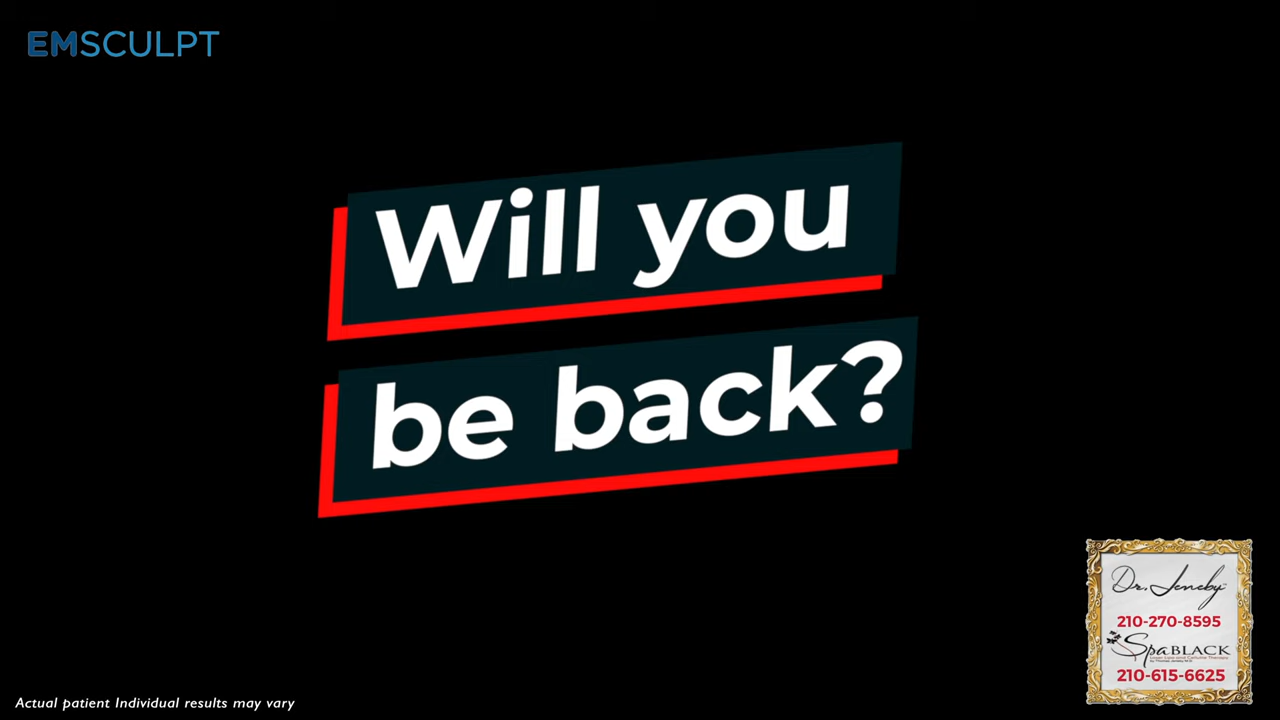 EMSCULPT
Will you
be back?
Dr. Jeneby
210-270-8595
SpaBLACK
210-615-6625
Actual patient Individual results may vary